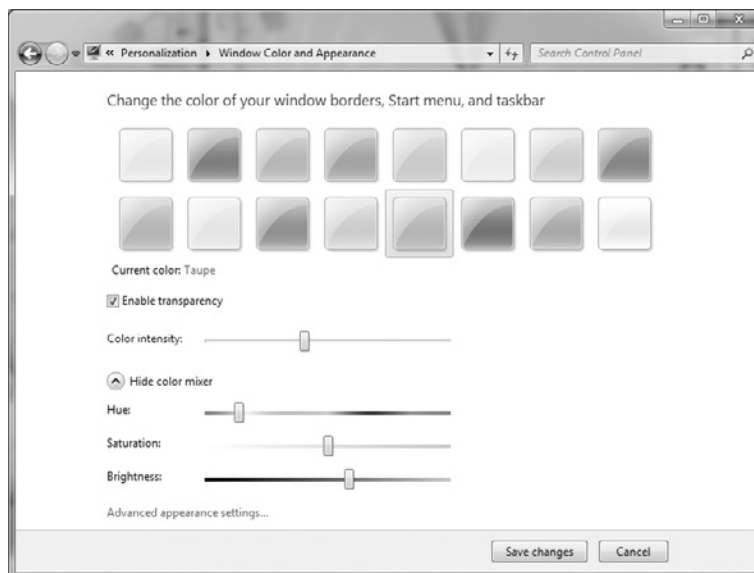 « Personalization ▸ Window Color and Appearance Search Control Panel
Change the color of your window borders, Start menu, and taskbar
Current color: Taupe
Enable transparency
Color intensity:
Hide color mixer
Hue:
Saturation:
Brightness:
Advanced appearance settings...
Save changes Cancel